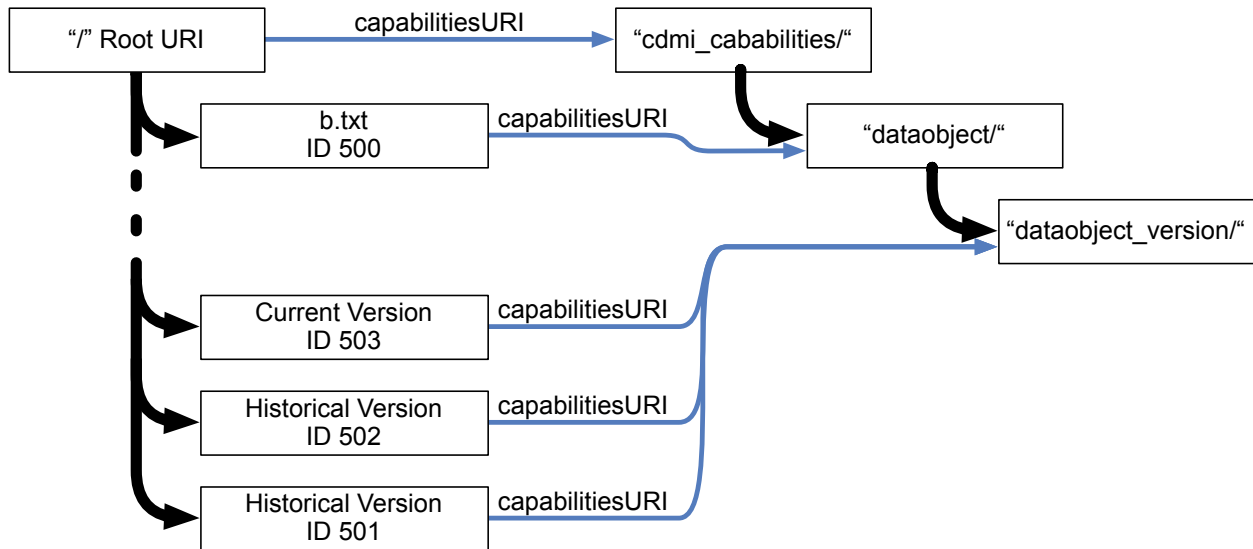 “/” Root URI
capabilitiesURI
“cdmi_cababilities/“
b.txt
ID 500
capabilitiesURI
“dataobject/“
“dataobject_version/“
Current Version
ID 503
capabilitiesURI
Historical Version
ID 502
capabilitiesURI
Historical Version
ID 501
capabilitiesURI